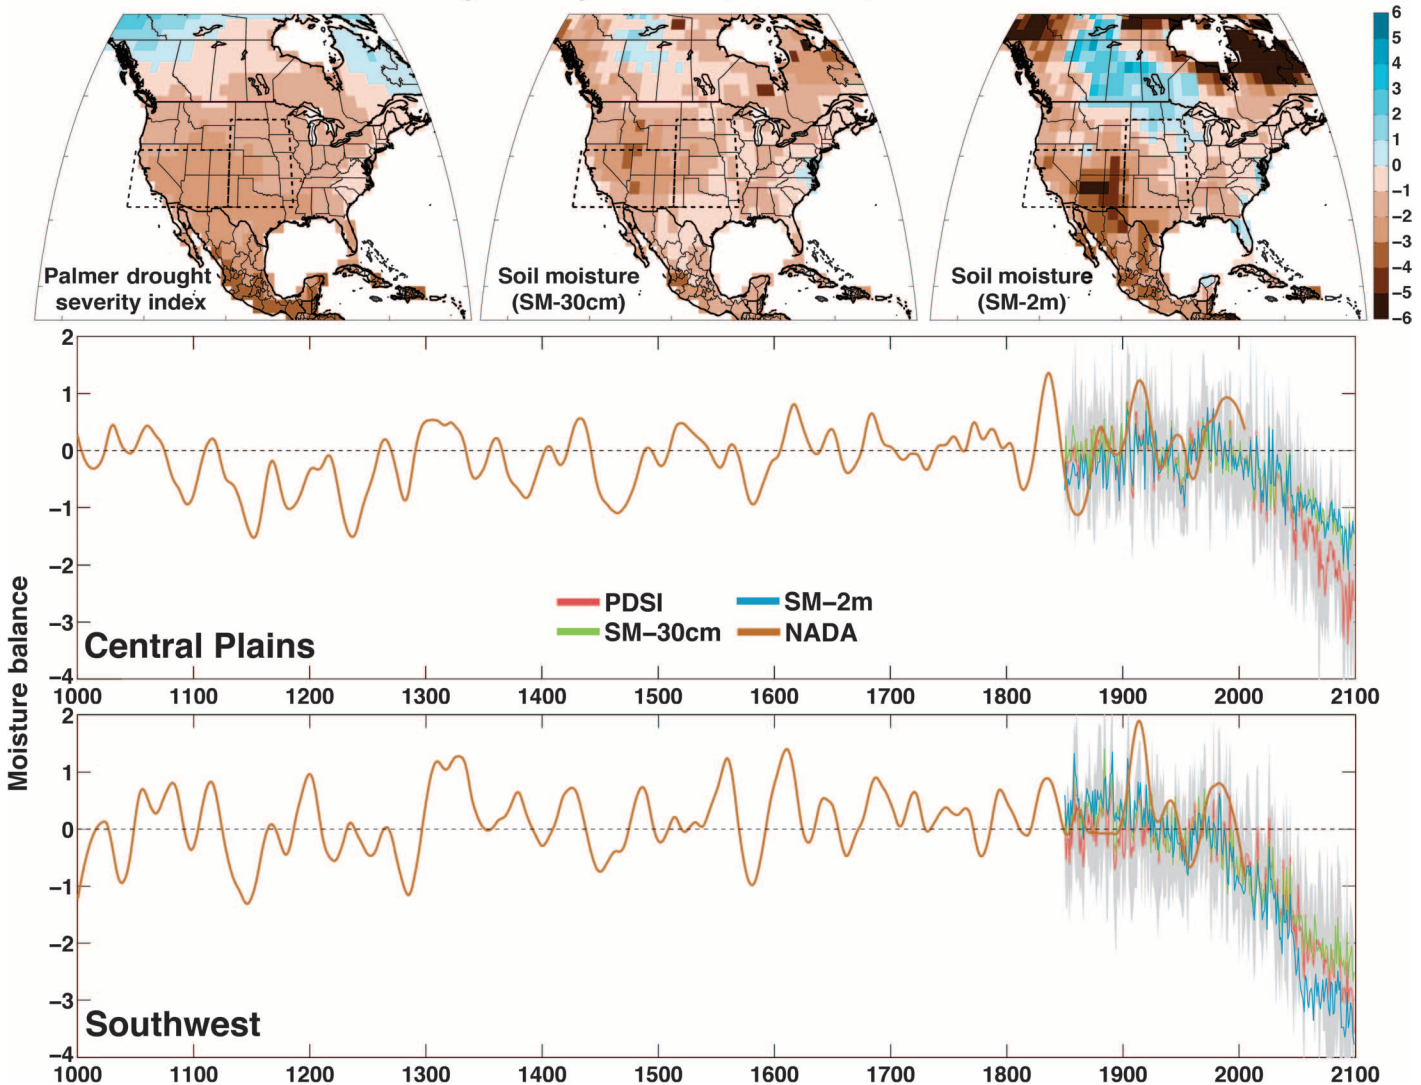 Palmer drought
severity index
Soil moisture
(SM-30cm)
Soil moisture
(SM-2m)
6
5
4
3
2
1
0
−1
−2
−3
−4
−5
−6
Moisture balance
2
1
0
−1
−2
−3
−4
PDSI
SM−2m
SM−30cm
NADA
Central Plains
1000 1100 1200 1300 1400 1500 1600 1700 1800 1900 2000 2100
2
1
0
−1
−2
−3
−4
Southwest
1000 1100 1200 1300 1400 1500 1600 1700 1800 1900 2000 2100